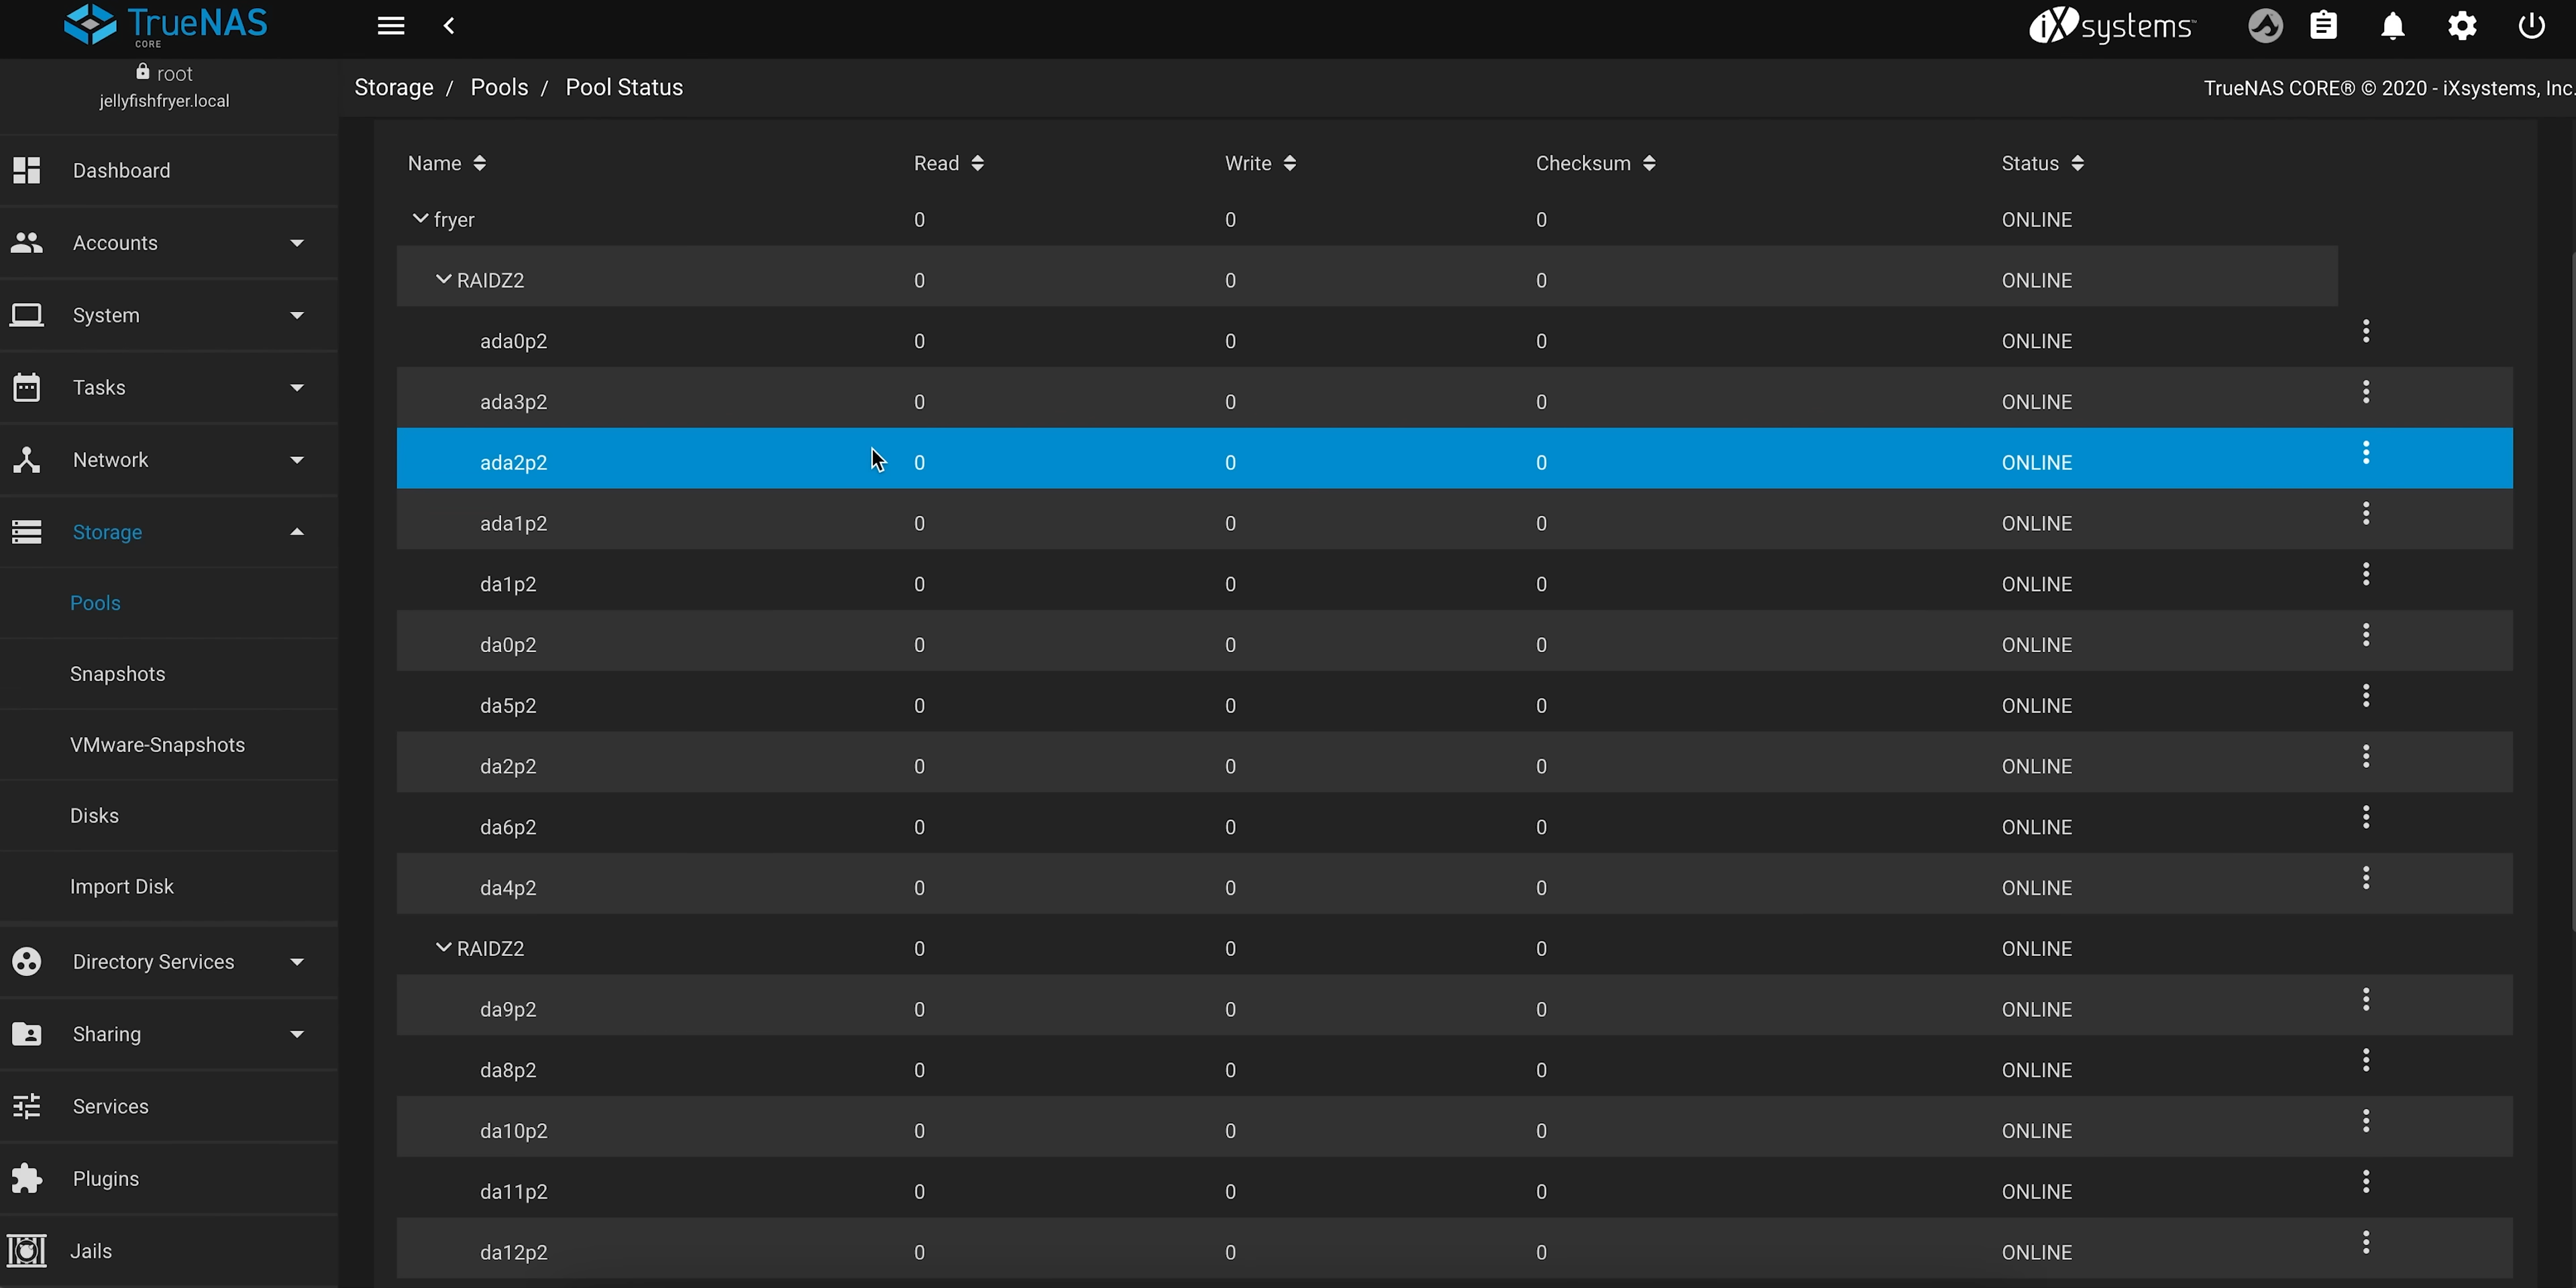 TrueNAS
CORE
iXsystems™
root
jellyfishfryer.local
Storage / Pools / Pool Status
TrueNAS CORE® © 2020 - iXsystems, Inc.
Dashboard
Accounts
System
Tasks
Network
Storage
Pools
Snapshots
VMware-Snapshots
Disks
Import Disk
Directory Services
Sharing
Services
Plugins
Jails
Name Read Write Checksum Status
fryer 0 0 0 ONLINE
RAIDZ2 0 0 0 ONLINE
ada0p2 0 0 0 ONLINE
ada3p2 0 0 0 ONLINE
ada2p2 0 0 0 ONLINE
ada1p2 0 0 0 ONLINE
da1p2 0 0 0 ONLINE
da0p2 0 0 0 ONLINE
da5p2 0 0 0 ONLINE
da2p2 0 0 0 ONLINE
da6p2 0 0 0 ONLINE
da4p2 0 0 0 ONLINE
RAIDZ2 0 0 0 ONLINE
da9p2 0 0 0 ONLINE
da8p2 0 0 0 ONLINE
da10p2 0 0 0 ONLINE
da11p2 0 0 0 ONLINE
da12p2 0 0 0 ONLINE